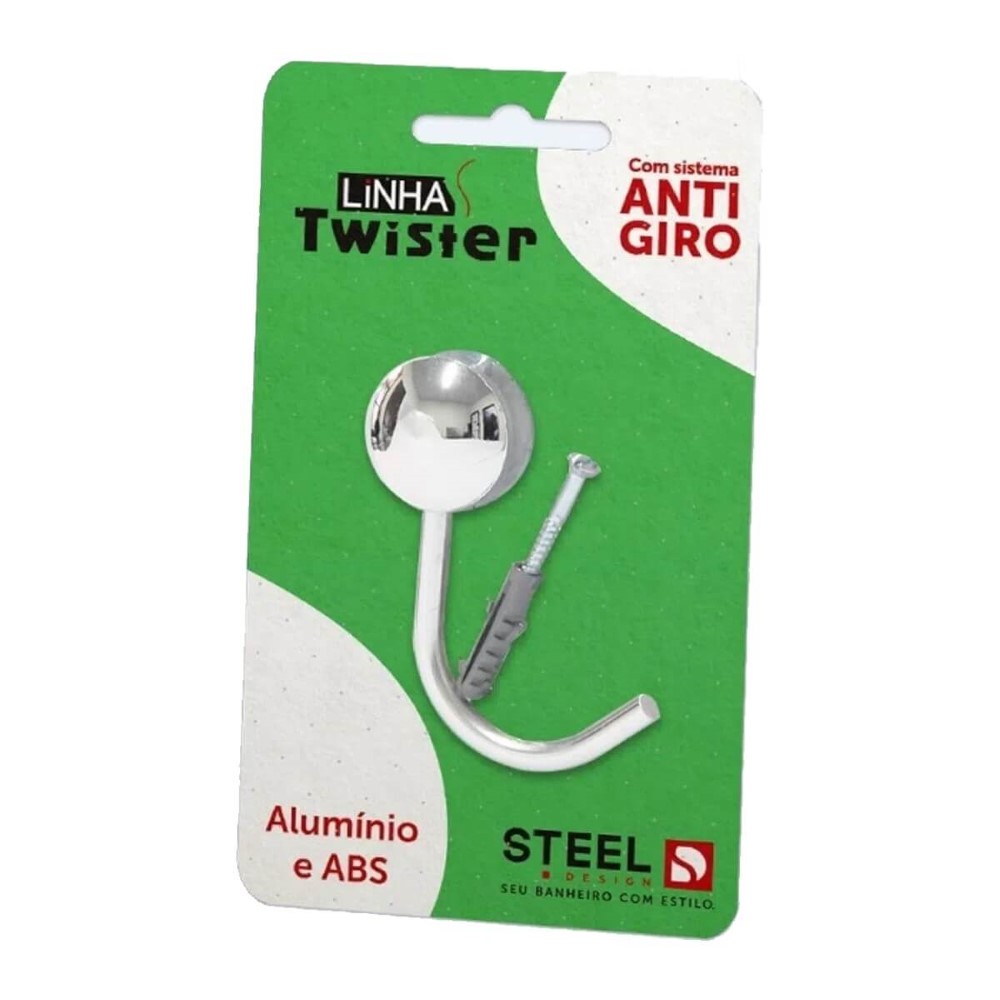 LiNHA
Twister
Com sistema
ANTI
GIRO
Alumínio
e ABS
STEEL
DESIGN
SEU BANHEIRO COM ESTILO.